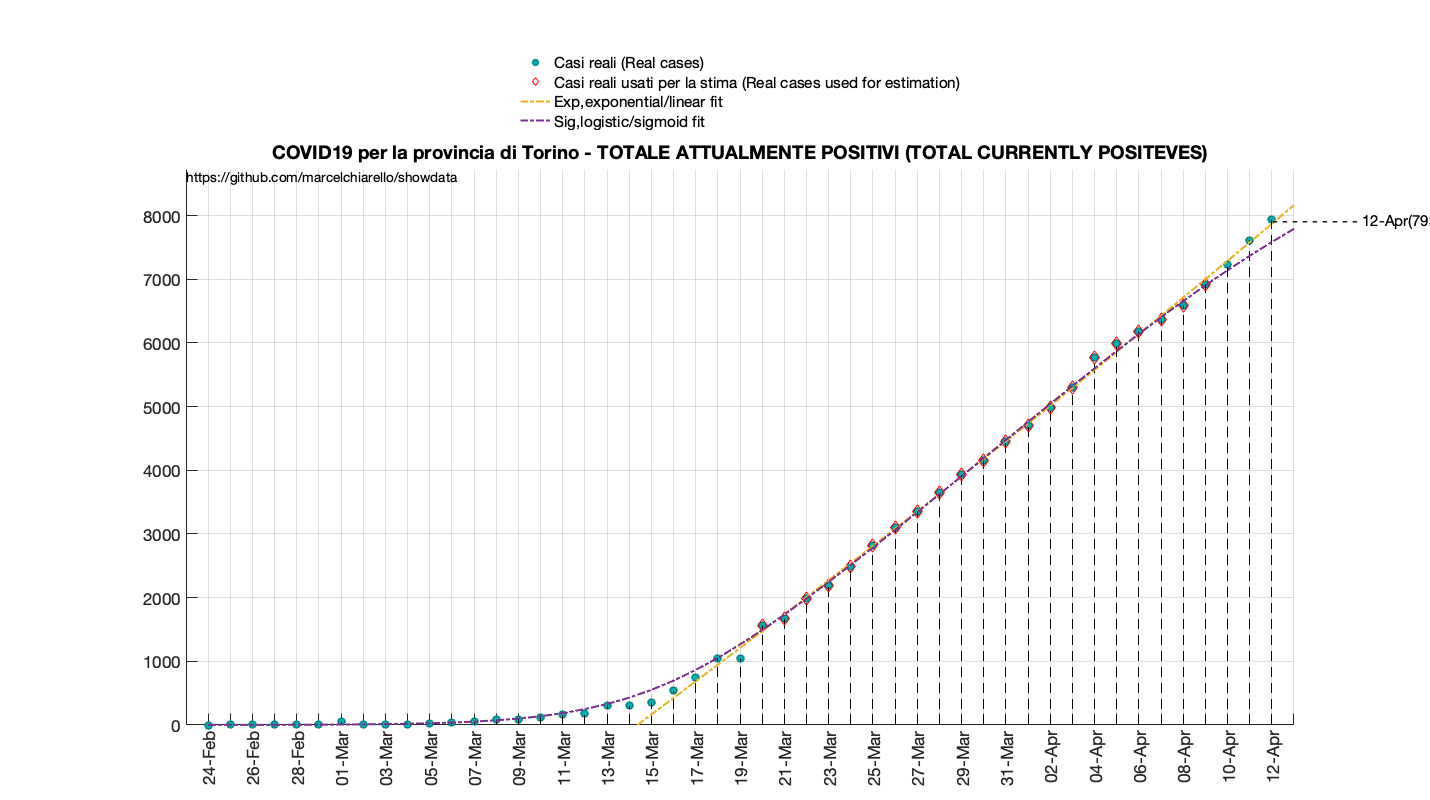 Casi reali (Real cases)
Casi reali usati per la stima (Real cases used for estimation)
Exp,exponential/linear fit
Sig,logistic/sigmoid fit
COVID19 per la provincia di Torino - TOTALE ATTUALMENTE POSITIVI (TOTAL CURRENTLY POSITEVES)
https://github.com/marcelchiarello/showdata
8000
12-Apr(793
7000
6000
5000
4000
3000
2000
1000
0
24-Feb
26-Feb
28-Feb
01-Mar
03-Mar
05-Mar
07-Mar
09-Mar
11-Mar
13-Mar
15-Mar
17-Mar
19-Mar
21-Mar
23-Mar
25-Mar
27-Mar
29-Mar
31-Mar
02-Apr
04-Apr
06-Apr
08-Apr
10-Apr
12-Apr